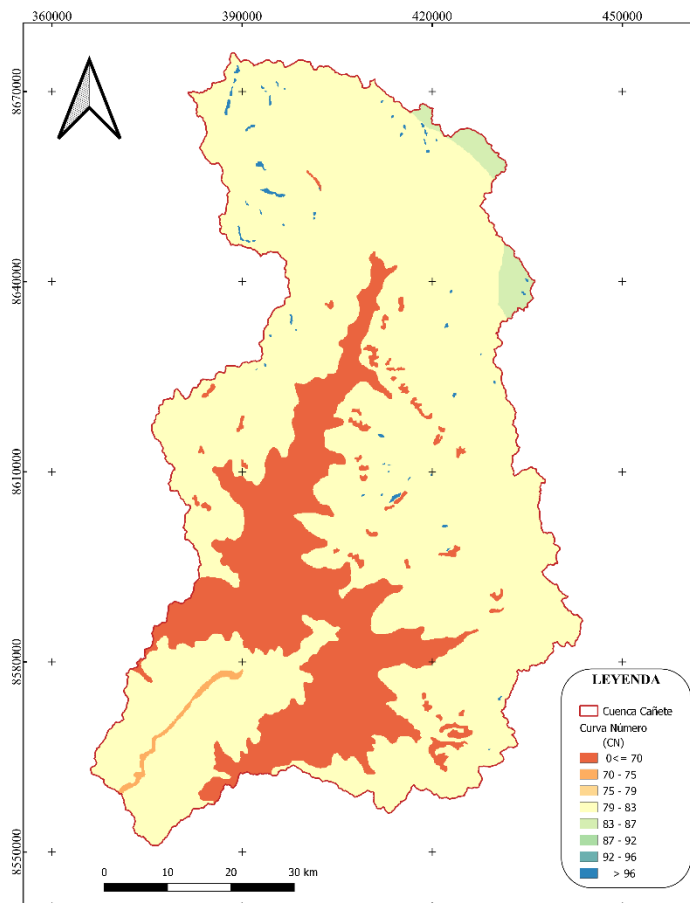 360000 390000 420000 450000
8670000
8640000
8610000
8580000
8550000
LEYENDA
Cuenca Cañete
Curva Número
(CN)
0<= 70
70 - 75
75 - 79
79 - 83
83 - 87
87 - 92
92 - 96
> 96
0 10 20 30 km